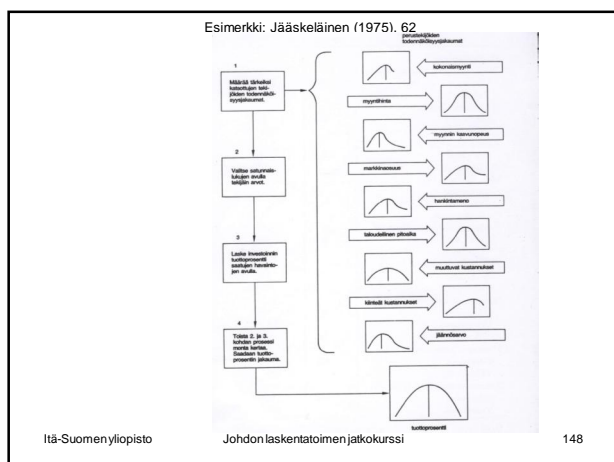 Esimerkki: Jääskeläinen (1975), 62
perustekijöiden
todennäköisyysjakaumat
1
Määrää tärkeiksi
katsottujen teki-
jöiden todennäköi-
syysjakaumat.
kokonaismyynti
myyntihinta
myynnin kasvunopeus
2
Valitse satunnais-
lukujen avulla
tekijäin arvot.
markkinaosuus
hankintameno
3
Laske investoinnin
tuottoprosentti
saatujen havainto-
jen avulla.
taloudellinen pitoaika
muuttuvat kustannukset
kiinteät kustannukset
4
Toista 2. ja 3.
kohdan prosessi
monta kertaa.
Saadaan tuotto-
prosentin jakauma.
jäännösarvo
tuottoprosentti
Itä-Suomen yliopisto
Johdon laskentatoimen jatkokurssi
148